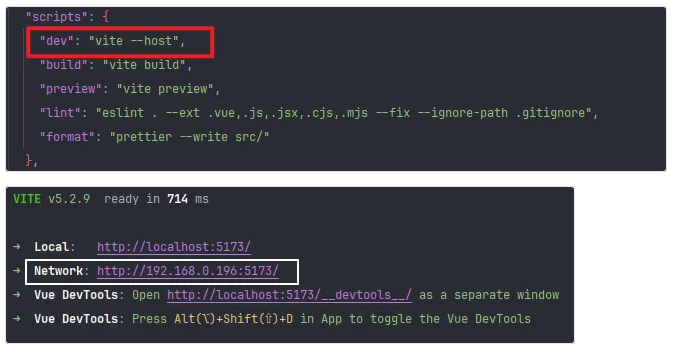 "scripts": {
"dev": "vite --host",
"build": "vite build",
"preview": "vite preview",
"lint": "eslint . --ext .vue,.js,.jsx,.cjs,.mjs --fix --ignore-path .gitignore",
"format": "prettier --write src/"
},
VITE v5.2.9 ready in 714 ms
→ Local: http://localhost:5173/
→ Network: http://192.168.0.196:5173/
→ Vue DevTools: Open http://localhost:5173/__devtools__/ as a separate window
→ Vue DevTools: Press Alt(⌥)+Shift(⇧)+D in App to toggle the Vue DevTools